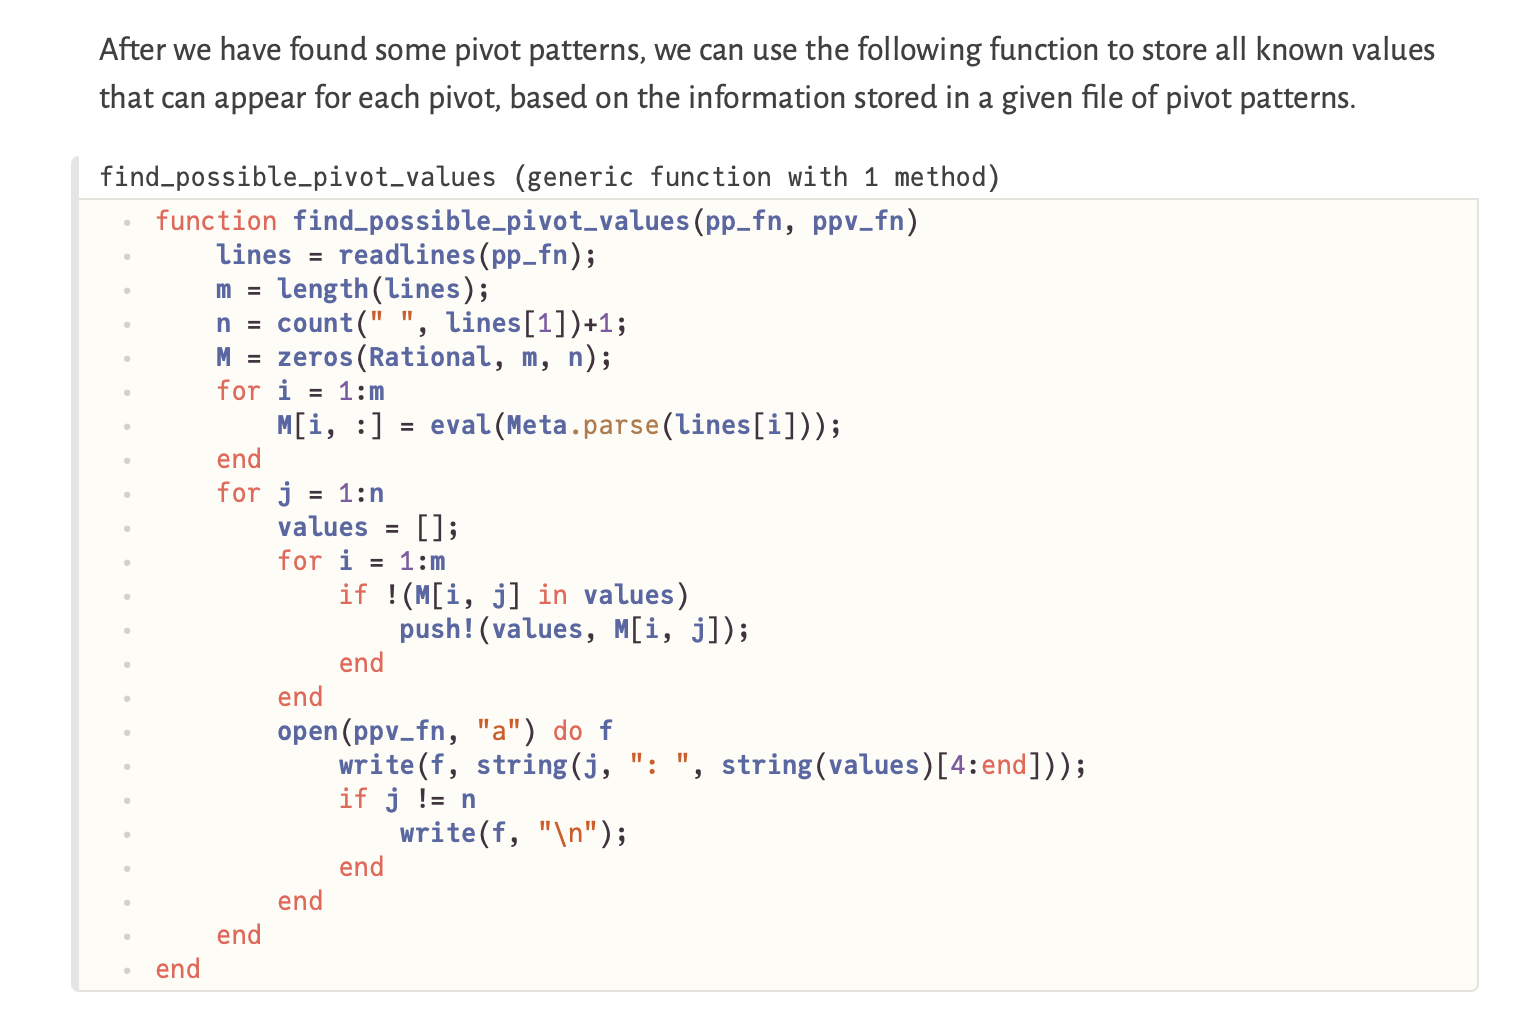 After we have found some pivot patterns, we can use the following function to store all known values
that can appear for each pivot, based on the information stored in a given file of pivot patterns.
find_possible_pivot_values (generic function with 1 method)
function find_possible_pivot_values(pp_fn, ppv_fn)
    lines = readlines(pp_fn);
    m = length(lines);
    n = count(" ", lines[1])+1;
    M = zeros(Rational, m, n);
    for i = 1:m
        M[i, :] = eval(Meta.parse(lines[i]));
    end
    for j = 1:n
        values = [];
        for i = 1:m
            if !(M[i, j] in values)
                push!(values, M[i, j]);
            end
        end
        open(ppv_fn, "a") do f
            write(f, string(j, ": ", string(values)[4:end]));
            if j != n
                write(f, "\n");
            end
        end
    end
end